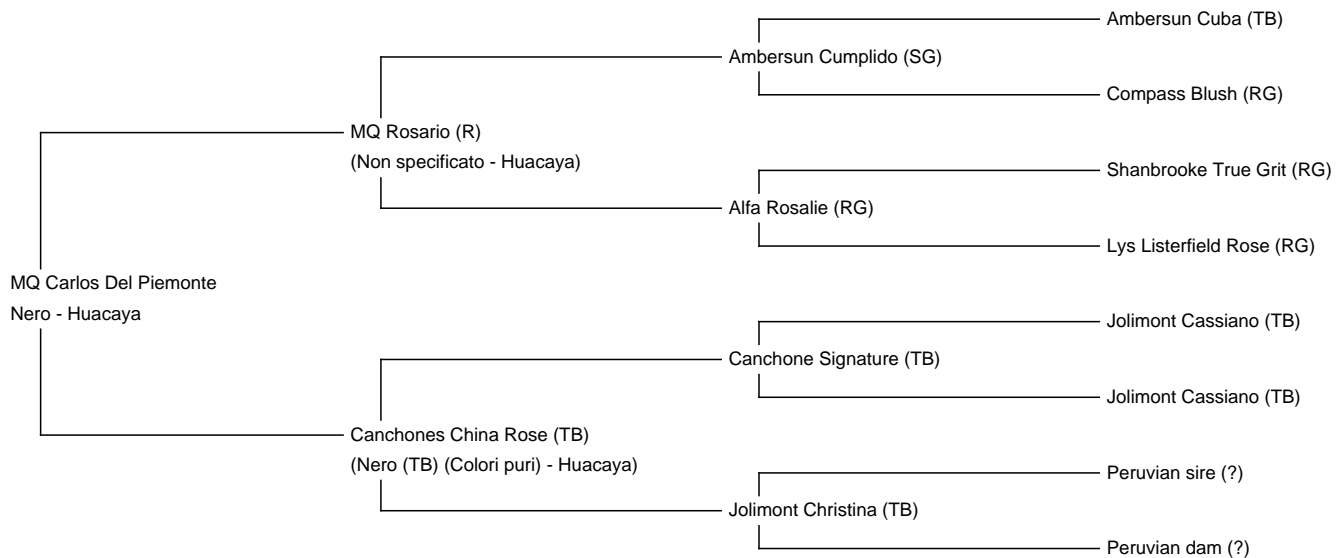 Ambersun Cuba (TB)
Ambersun Cumplido (SG)
Compass Blush (RG)
MQ Rosario (R)
(Non specificato - Huacaya)
Shanbrooke True Grit (RG)
Alfa Rosalie (RG)
Lys Listerfield Rose (RG)
MQ Carlos Del Piemonte
Nero - Huacaya
Jolimont Cassiano (TB)
Canchone Signature (TB)
Jolimont Cassiano (TB)
Canchones China Rose (TB)
(Nero (TB) (Colori puri) - Huacaya)
Peruvian sire (?)
Jolimont Christina (TB)
Peruvian dam (?)